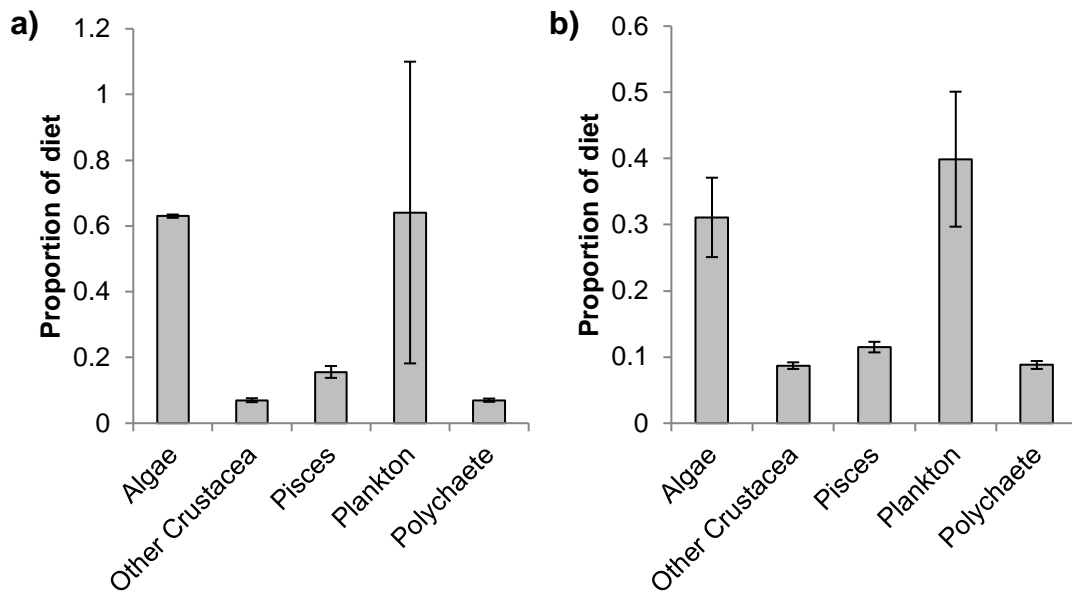 a)
Proportion of diet
1.2
1
0.8
0.6
0.4
0.2
0
Algae
Other Crustacea
Pisces
Plankton
Polychaete
b)
Proportion of diet
0.6
0.5
0.4
0.3
0.2
0.1
0
Algae
Other Crustacea
Pisces
Plankton
Polychaete